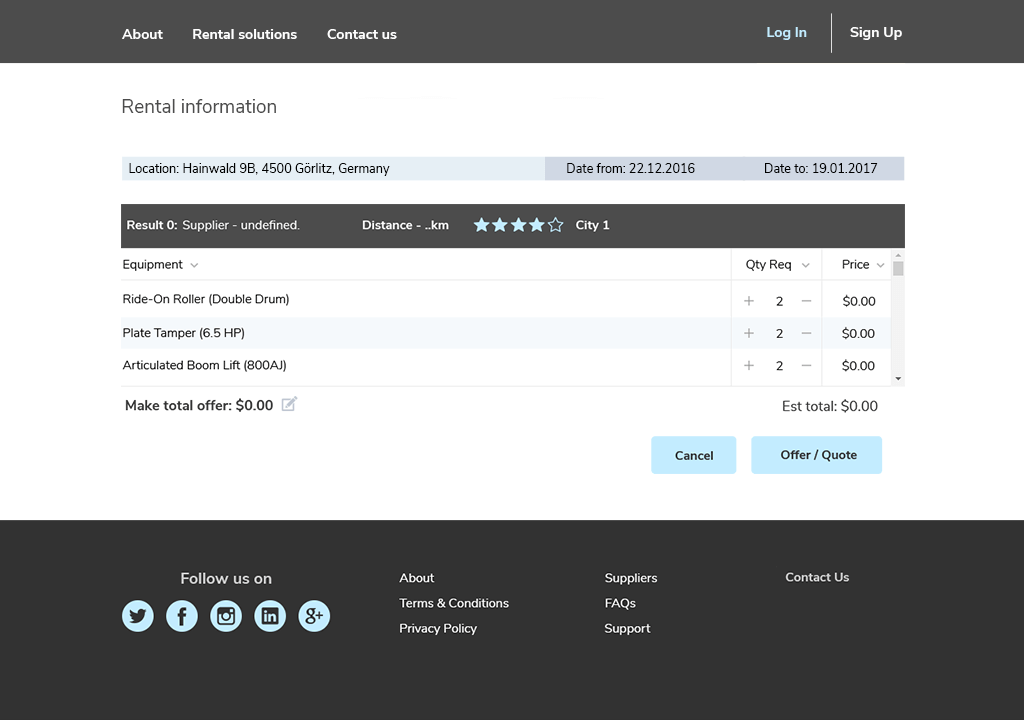 About Rental solutions Contact us Log In Sign Up
Rental information
Location: Hainwald 9B, 4500 Görlitz, Germany Date from: 22.12.2016 Date to: 19.01.2017
Result 0: Supplier - undefined. Distance - ..km City 1
Equipment Qty Req Price
Ride-On Roller (Double Drum) + 2 − $0.00
Plate Tamper (6.5 HP) + 2 − $0.00
Articulated Boom Lift (800AJ) + 2 − $0.00
Make total offer: $0.00 Est total: $0.00
Cancel Offer / Quote
Follow us on About Suppliers Contact Us
Terms & Conditions FAQs
Privacy Policy Support